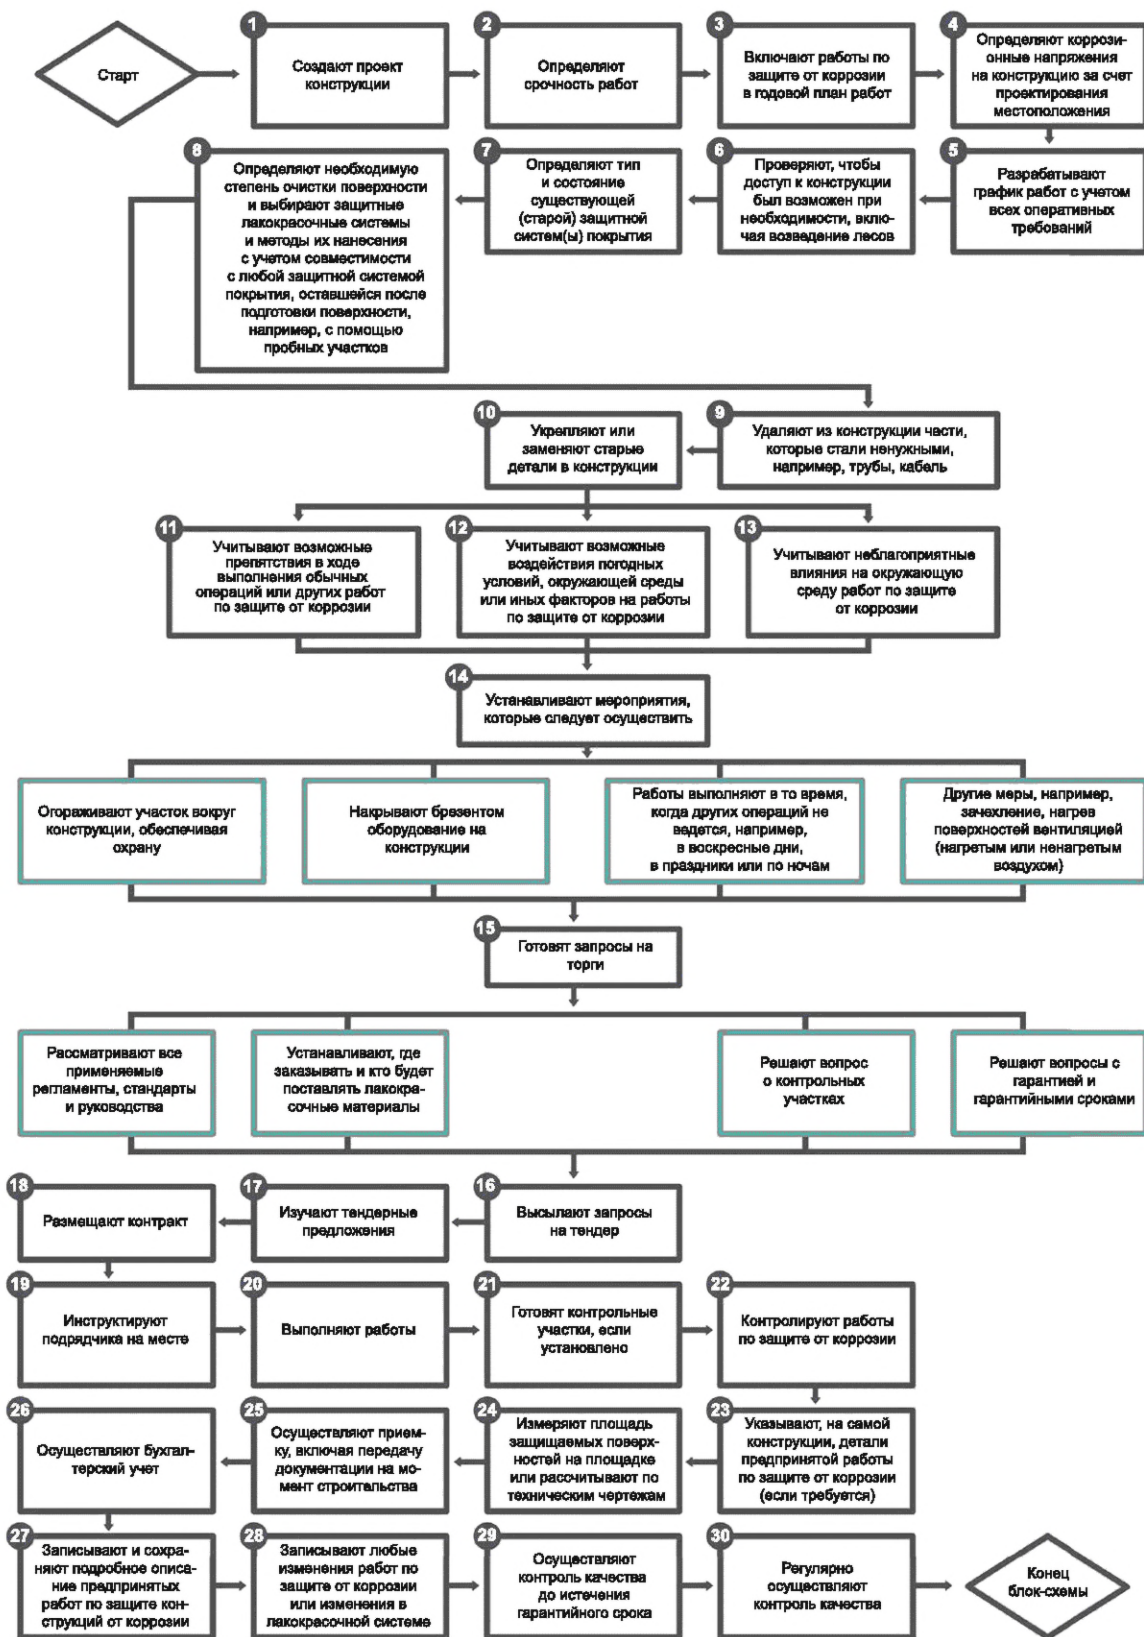 Старт
1
Создают проект
конструкции
2
Определяют
срочность работ
3
Включают работы по
защите от коррозии
в годовой план работ
4
Определяют коррози-
онные напряжения
на конструкцию за счет
проектирования
местоположения
5
Разрабатывают
график работ с учетом
всех оперативных
требований
6
Проверяют, чтобы
доступ к конструкции
был возможен при
необходимости, вклю-
чая возведение лесов
7
Определяют тип
и состояние
существующей
(старой) защитной
систем(ы) покрытия
8
Определяют необходимую
степень очистки поверхности
и выбирают защитные
лакокрасочные системы
и методы их нанесения
с учетом совместимости
с любой защитной системой
покрытия, оставшейся после
подготовки поверхности,
например, с помощью
пробных участков
9
Удаляют из конструкции части,
которые стали ненужными,
например, трубы, кабель
10
Укрепляют или
заменяют старые
детали в конструкции
11
Учитывают возможные
препятствия в ходе
выполнения обычных
операций или других работ
по защите от коррозии
12
Учитывают возможные
воздействия погодных
условий, окружающей среды
или иных факторов на работы
по защите от коррозии
13
Учитывают неблагоприятные
влияния на окружающую
среду работ по защите
от коррозии
14
Устанавливают мероприятия,
которые следует осуществить
Огораживают участок вокруг
конструкции, обеспечивая
охрану
Накрывают брезентом
оборудование на
конструкции
Работы выполняют в то время,
когда других операций не
ведется, например,
в воскресные дни,
в праздники или по ночам
Другие меры, например,
зачехление, нагрев
поверхностей вентиляцией
(нагретым или ненагретым
воздухом)
15
Готовят запросы на
торги
Рассматривают все
применяемые
регламенты, стандарты
и руководства
Устанавливают, где
заказывать и кто будет
поставлять лакокра-
сочные материалы
Решают вопрос
о контрольных
участках
Решают вопросы с
гарантией и
гарантийными сроками
16
Высылают запросы
на тендер
17
Изучают тендерные
предложения
18
Размещают контракт
19
Инструктируют
подрядчика на месте
20
Выполняют работы
21
Готовят контрольные
участки, если
установлено
22
Контролируют работы
по защите от коррозии
23
Указывают, на самой
конструкции, детали
предпринятой работы
по защите от коррозии
(если требуется)
24
Измеряют площадь
защищаемых поверх-
ностей на площадке
или рассчитывают по
техническим чертежам
25
Осуществляют прием-
ку, включая передачу
документации на мо-
мент строительства
26
Осуществляют бухгал-
терский учет
27
Записывают и сохра-
няют подробное описа-
ние предпринятых
работ по защите конс-
трукций от коррозии
28
Записывают любые
изменения работ по
защите от коррозии
или изменения в
лакокрасочной системе
29
Осуществляют
контроль качества
до истечения
гарантийного срока
30
Регулярно
осуществляют
контроль качества
Конец
блок-схемы